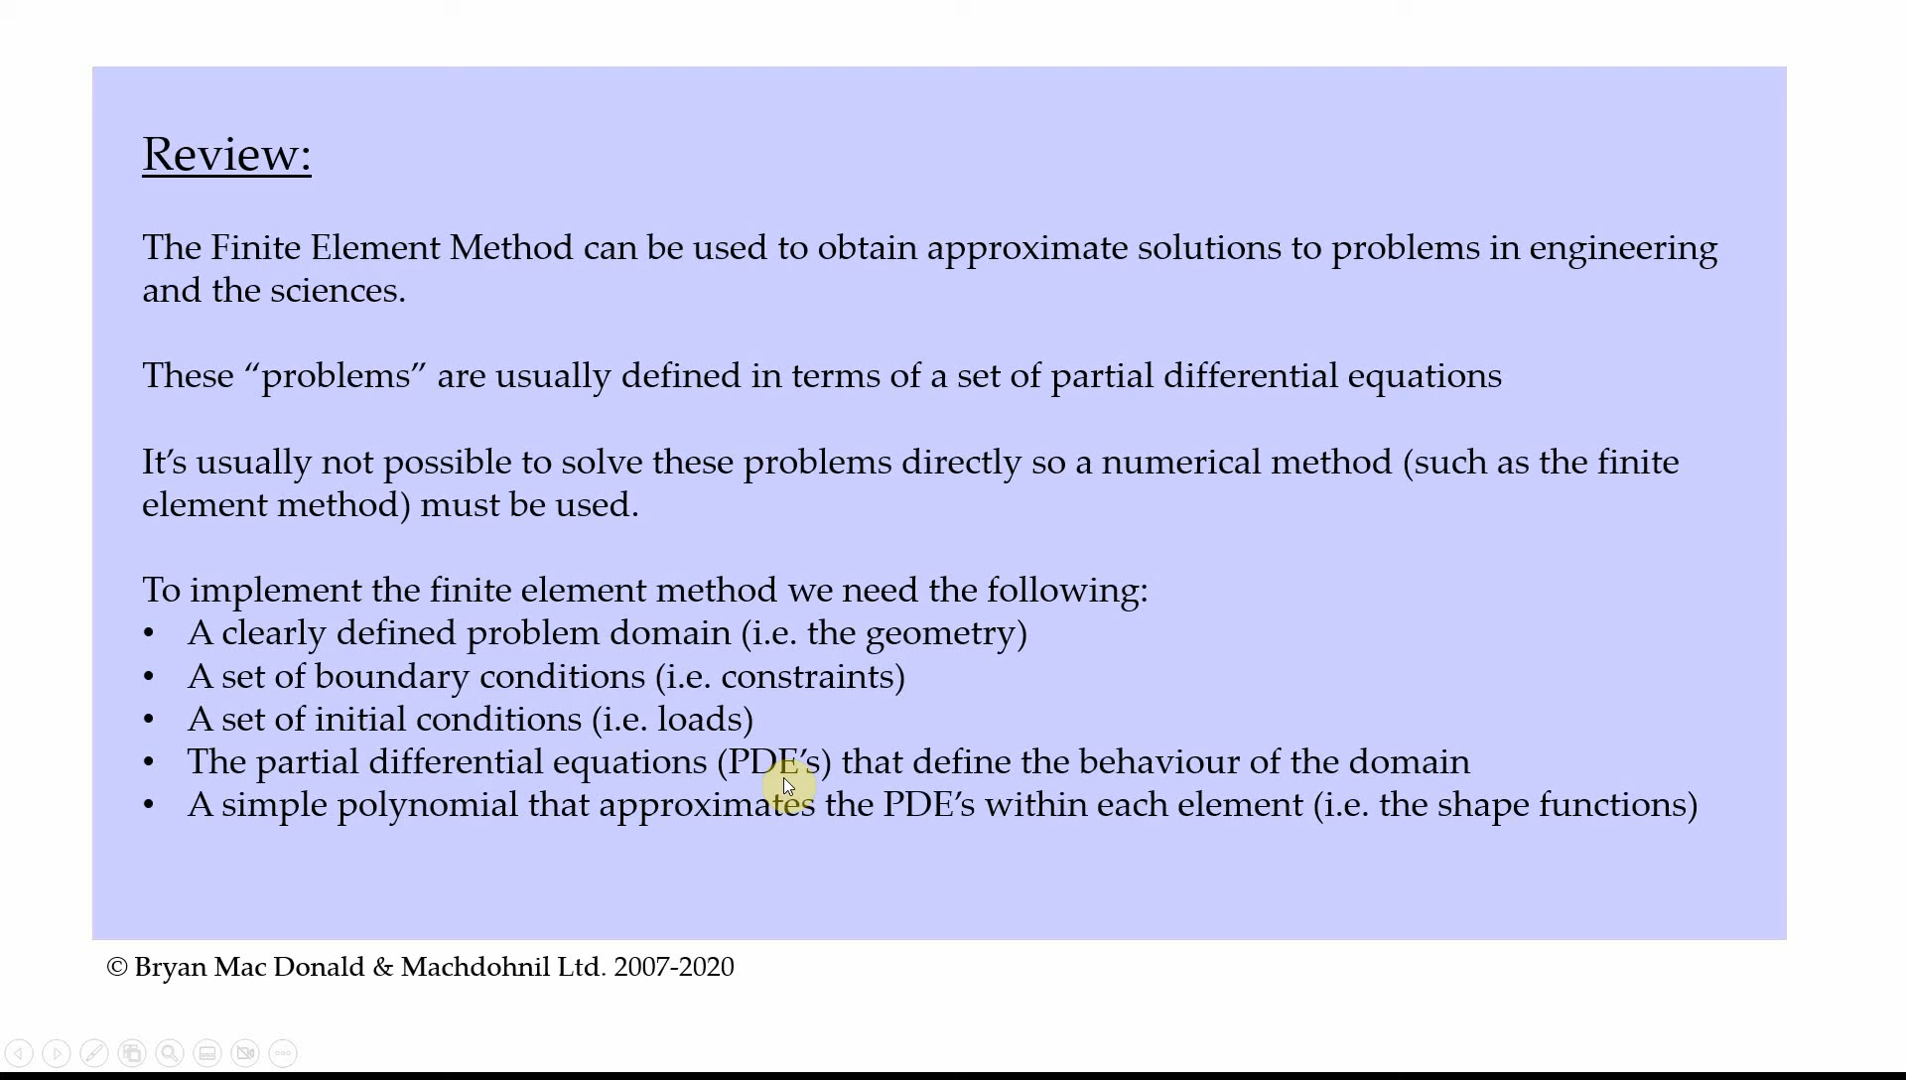 Review:
The Finite Element Method can be used to obtain approximate solutions to problems in engineering
and the sciences.
These “problems” are usually defined in terms of a set of partial differential equations
It’s usually not possible to solve these problems directly so a numerical method (such as the finite
element method) must be used.
To implement the finite element method we need the following:
• A clearly defined problem domain (i.e. the geometry)
• A set of boundary conditions (i.e. constraints)
• A set of initial conditions (i.e. loads)
• The partial differential equations (PDE’s) that define the behaviour of the domain
• A simple polynomial that approximates the PDE’s within each element (i.e. the shape functions)
© Bryan Mac Donald & Machdohnil Ltd. 2007-2020